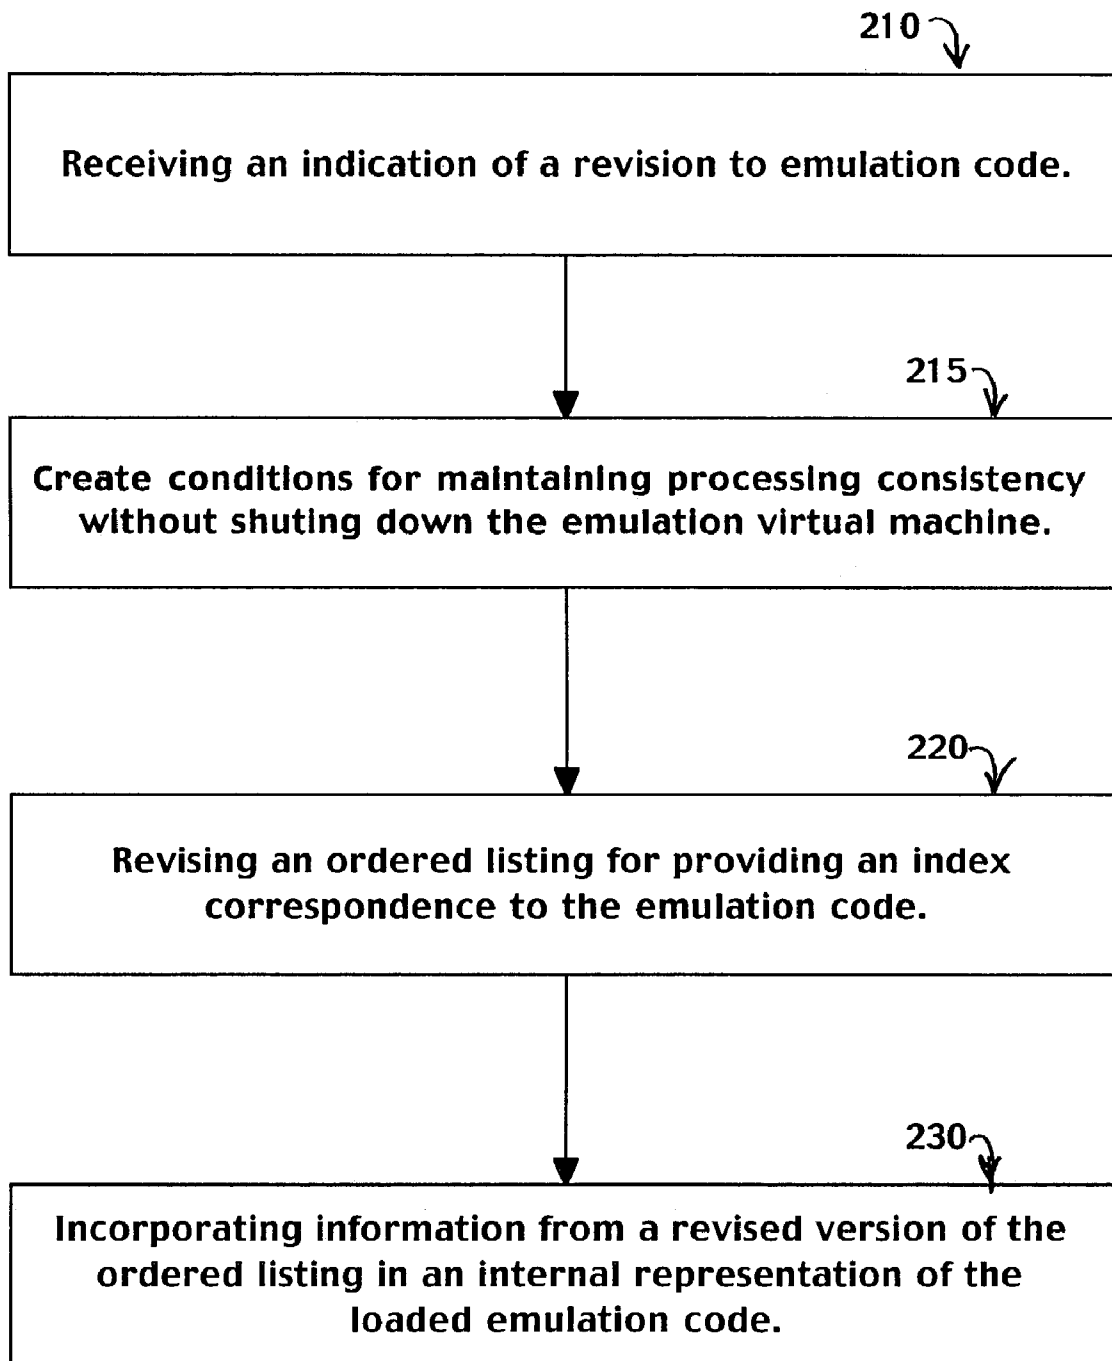 210
Receiving an indication of a revision to emulation code.
215
Create conditions for maintaining processing consistency
without shuting down the emulation virtual machine.
220
Revising an ordered listing for providing an index
correspondence to the emulation code.
230
Incorporating information from a revised version of the
ordered listing in an internal representation of the
loaded emulation code.